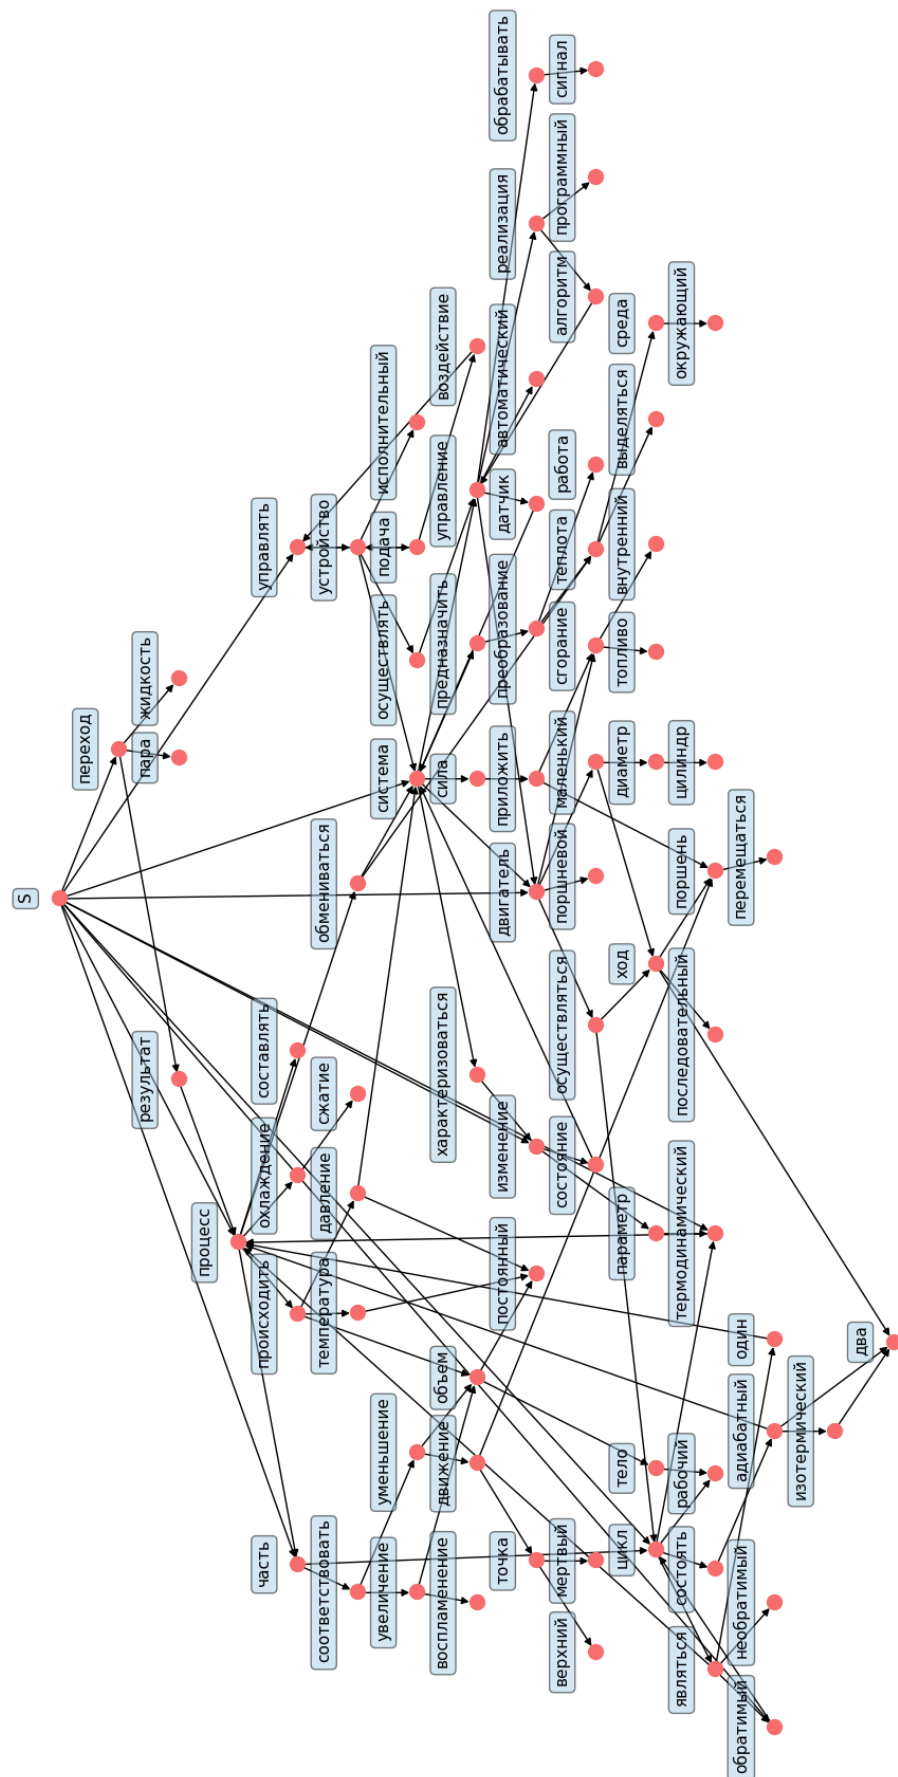 S
переход
пара
жидкость
результат
процесс
управлять
составлять
охлаждение
происходить
часть
устройство
обмениваться
сжатие
давление
температура
соответствовать
исполнительный
подача
осуществлять
система
уменьшение
увеличение
воздействие
управление
предназначить
сила
характеризоваться
объем
движение
воспламенение
обрабатывать
реализация
автоматический
датчик
преобразование
приложить
двигатель
изменение
постоянный
точка
сигнал
программный
алгоритм
работа
теплота
сгорание
маленький
поршневой
осуществляться
состояние
мертвый
верхний
среда
выделяться
внутренний
топливо
диаметр
ход
параметр
тело
цикл
окружающий
цилиндр
поршень
последовательный
термодинамический
рабочий
состоять
являться
перемещаться
один
адиабатный
необратимый
обратимый
изотермический
два